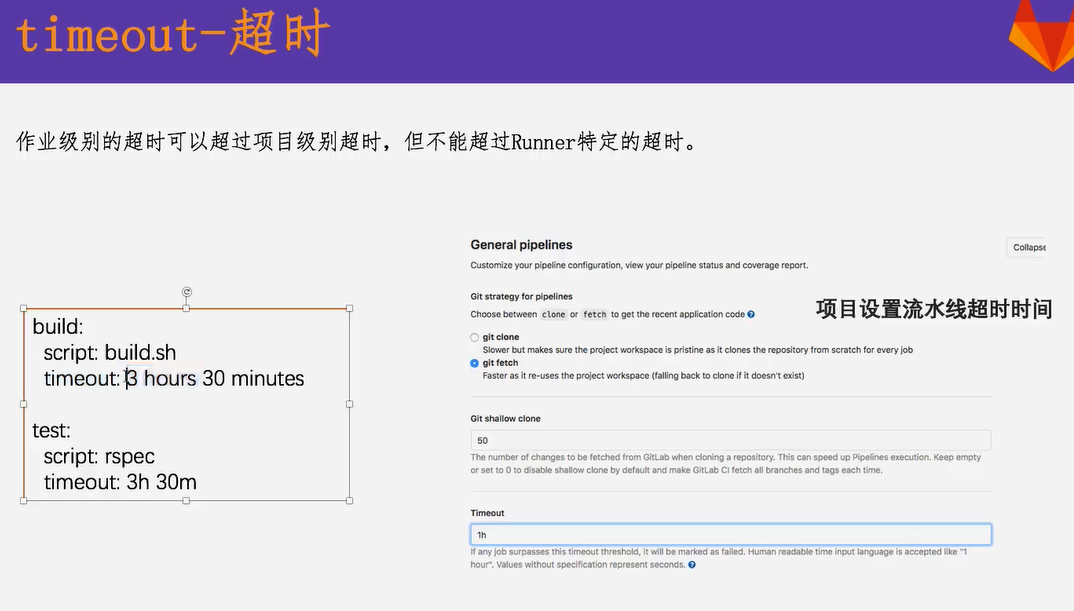 timeout-超时
作业级别的超时可以超过项目级别超时，但不能超过Runner特定的超时。
build:
script: build.sh
timeout: 3 hours 30 minutes
test:
script: rspec
timeout: 3h 30m
General pipelines
Collapse
Customize your pipeline configuration, view your pipeline status and coverage report.
Git strategy for pipelines
Choose between clone or fetch to get the recent application code
项目设置流水线超时时间
git clone
Slower but makes sure the project workspace is pristine as it clones the repository from scratch for every job
git fetch
Faster as it re-uses the project workspace (falling back to clone if it doesn't exist)
Git shallow clone
50
The number of changes to be fetched from GitLab when cloning a repository. This can speed up Pipelines execution. Keep empty
or set to 0 to disable shallow clone by default and make GitLab CI fetch all branches and tags each time.
Timeout
1h
If any job surpasses this timeout threshold, it will be marked as failed. Human readable time input language is accepted like "1
hour". Values without specification represent seconds.